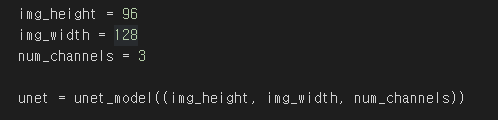 img_height = 96
img_width = 128
num_channels = 3
unet = unet_model((img_height, img_width, num_channels))